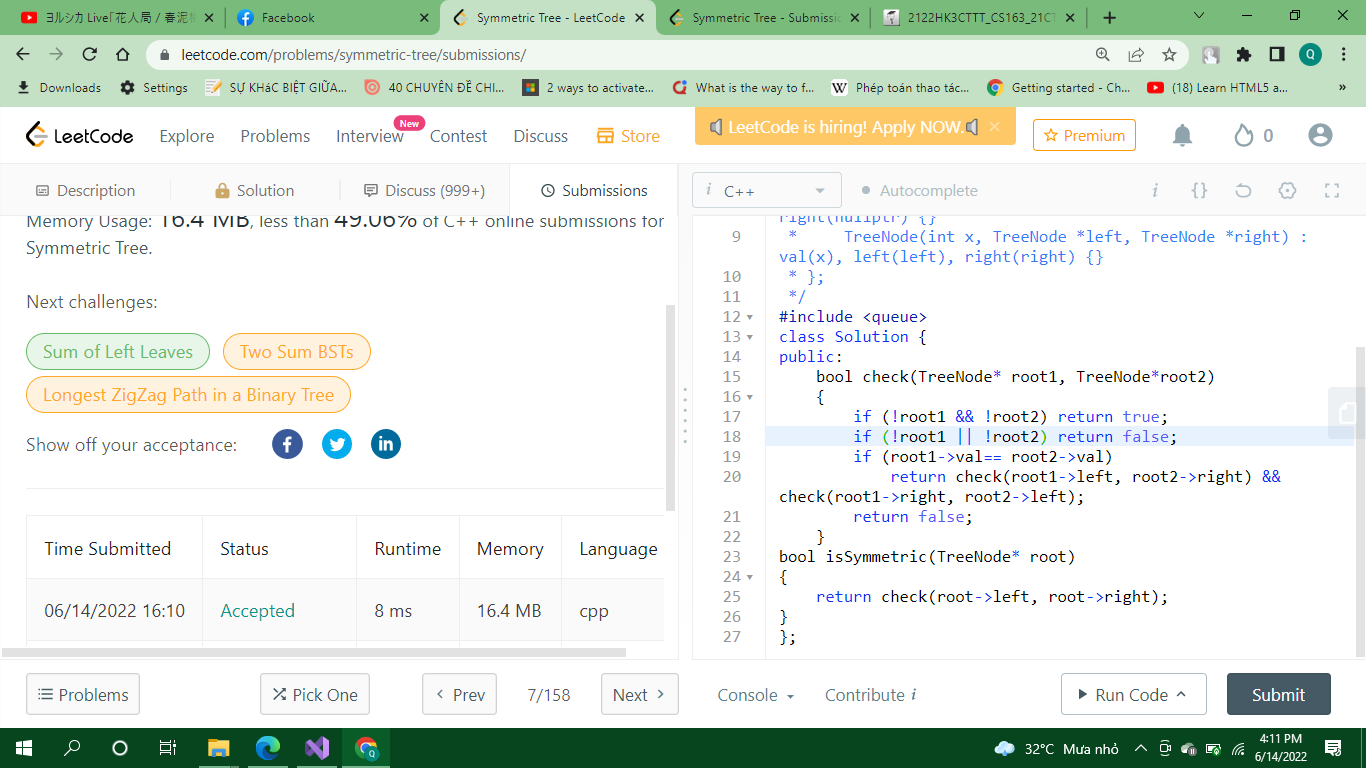 ヨルシカ Live「花人局 / 春泥
Facebook
Symmetric Tree - LeetCode
Symmetric Tree - Submissio
2122HK3CTTT_CS163_21CT
leetcode.com/problems/symmetric-tree/submissions/
Q
Downloads
Settings
SỰ KHÁC BIỆT GIỮA...
40 CHUYÊN ĐỀ CHI...
2 ways to activate...
What is the way to f...
W Phép toán thao tác...
Getting started - Ch...
(18) Learn HTML5 a...
»
LeetCode
Explore
Problems
Interview
New
Contest
Discuss
Store
LeetCode is hiring! Apply NOW.
Premium
0
Description
Solution
Discuss (999+)
Submissions
i C++
Autocomplete
i {}
Memory Usage: 16.4 MB, less than 49.06% of C++ online submissions for
Symmetric Tree.
Next challenges:
Sum of Left Leaves
Two Sum BSTs
Longest ZigZag Path in a Binary Tree
Show off your acceptance:
Time Submitted Status Runtime Memory Language
06/14/2022 16:10 Accepted 8 ms 16.4 MB cpp
right(nullptr) {}
9 * TreeNode(int x, TreeNode *left, TreeNode *right) :
val(x), left(left), right(right) {}
10 * };
11 */
12 #include <queue>
13 class Solution {
14 public:
15 bool check(TreeNode* root1, TreeNode*root2)
16 {
17 if (!root1 && !root2) return true;
18 if (!root1 || !root2) return false;
19 if (root1->val== root2->val)
20 return check(root1->left, root2->right) &&
check(root1->right, root2->left);
21 return false;
22 }
23 bool isSymmetric(TreeNode* root)
24 {
25 return check(root->left, root->right);
26 }
27 };
Problems
Pick One
Prev
7/158
Next
Console
Contribute i
Run Code
Submit
32°C Mưa nhỏ
4:11 PM
6/14/2022